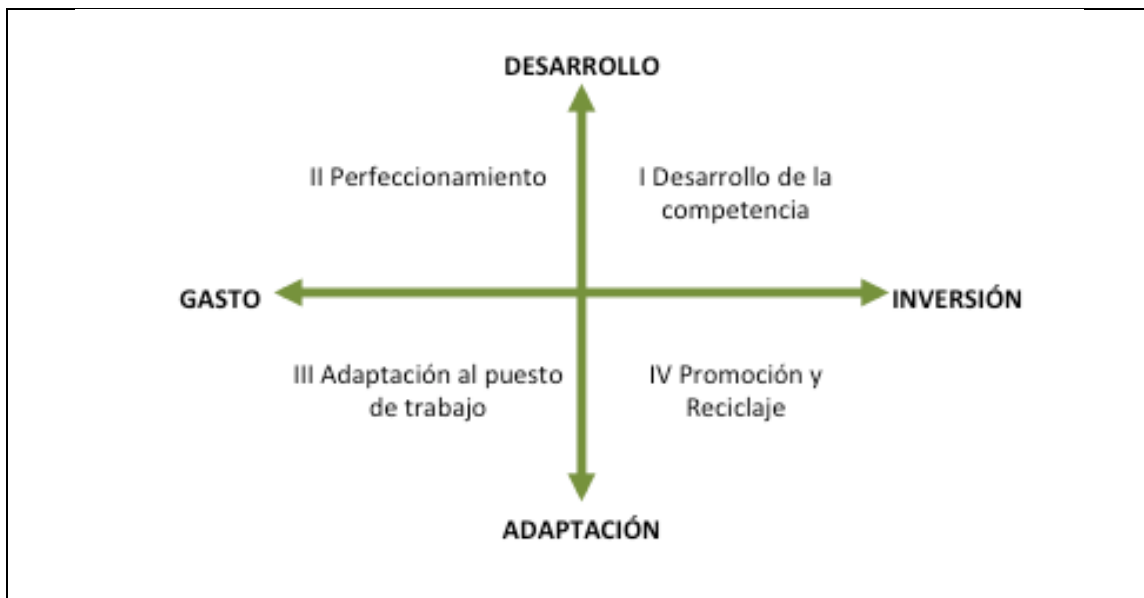 DESARROLLO
II Perfeccionamiento
I Desarrollo de la
competencia
GASTO
INVERSIÓN
III Adaptación al puesto
de trabajo
IV Promoción y
Reciclaje
ADAPTACIÓN